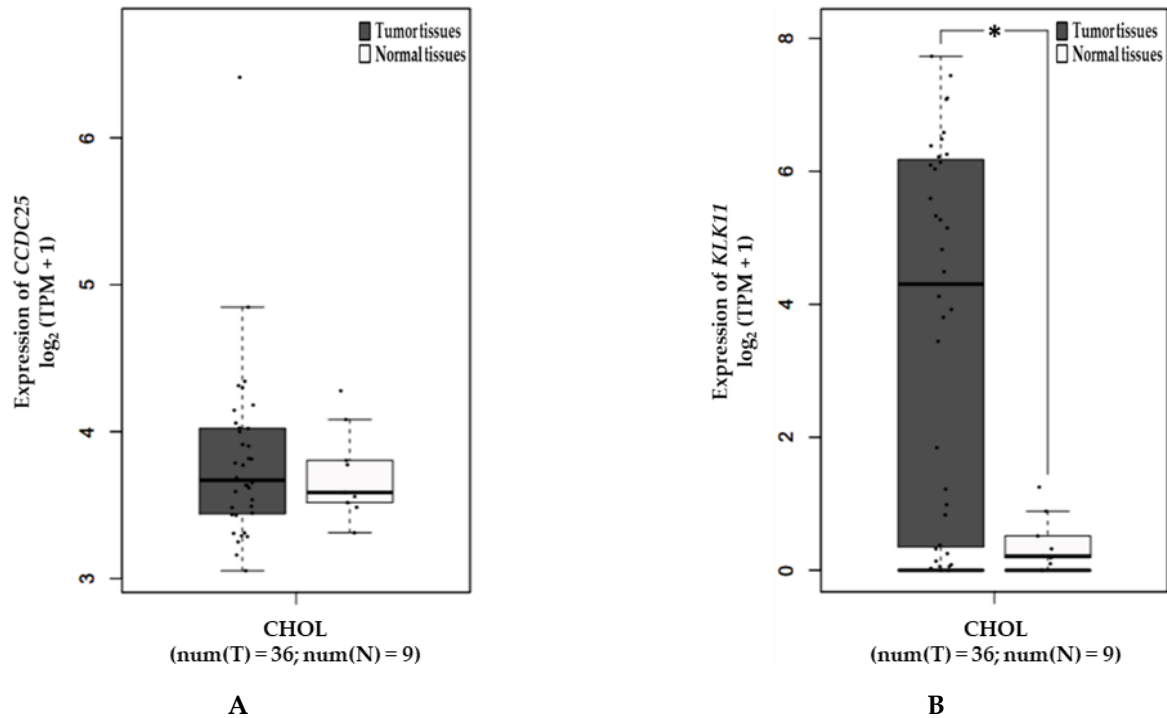 Tumor tissues
Normal tissues
6
5
4
3
Expression of CCDC25
log₂ (TPM + 1)
CHOL
(num(T) = 36; num(N) = 9)
A
*
Tumor tissues
Normal tissues
8
6
4
2
0
Expression of KLK11
log₂ (TPM + 1)
CHOL
(num(T) = 36; num(N) = 9)
B